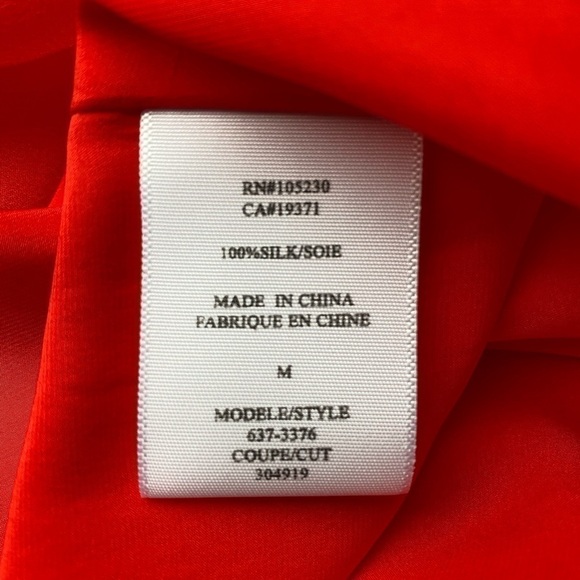 RN#105230
CA#19371
100%SILK/SOIE
MADE IN CHINA
FABRIQUE EN CHINE
M
MODELE/STYLE
637-3376
COUPE/CUT
304919